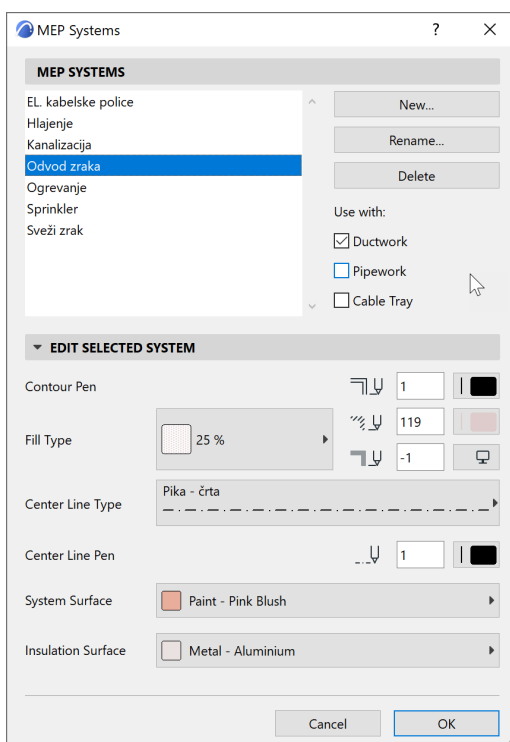 MEP Systems
?
MEP SYSTEMS
EL. kabelske police
Hlajenje
Kanalizacija
Odvod zraka
Ogrevanje
Sprinkler
Sveži zrak
New...
Rename...
Delete
Use with:
Ductwork
Pipework
Cable Tray
EDIT SELECTED SYSTEM
Contour Pen
1
119
Fill Type
25 %
-1
Center Line Type
Pika - črta
Center Line Pen
1
System Surface
Paint - Pink Blush
Insulation Surface
Metal - Aluminium
Cancel
OK